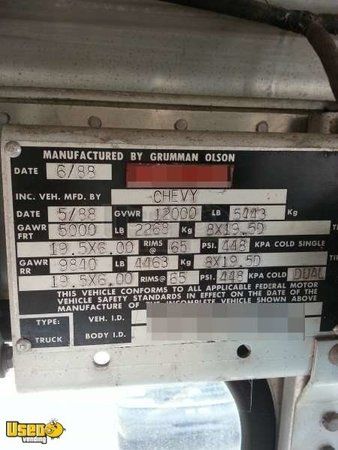 MANUFACTURED BY GRUMMAN OLSON
DATE 6/88
INC. VEH. MFD. BY CHEVY
DATE 5/88 GVWR 12000 LB 5443 Kg
GAWR FRT 5000 LB 2268 Kg 8X19.50
19.5X6.00 RIMS@ 65 PSI. 448 KPA COLD SINGLE
GAWR RR 9840 LB 4463 Kg 8X19.50
19.5X6.00 RIMS@ 65 PSI. 448 KPA COLD DUAL
THIS VEHICLE CONFORMS TO ALL APPLICABLE FEDERAL MOTOR
VEHICLE SAFETY STANDARDS IN EFFECT ON THE DATE OF
MANUFACTURE OF THE INCOMPLETE VEHICLE SHOWN ABOVE
TYPE: VEH. I.D.
TRUCK BODY I.D.
Used vending